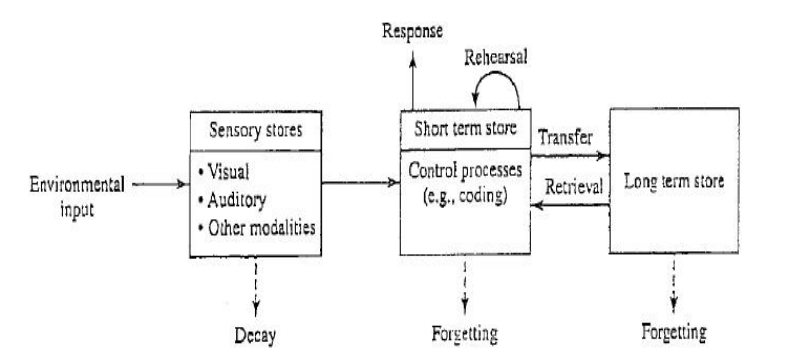 Response
Rehearsal
Sensory stores
Short term store
Transfer
Environmental
input
• Visual
• Auditory
• Other modalities
Control processes
(e.g., coding)
Retrieval
Long term store
Decay
Forgetting
Forgetting